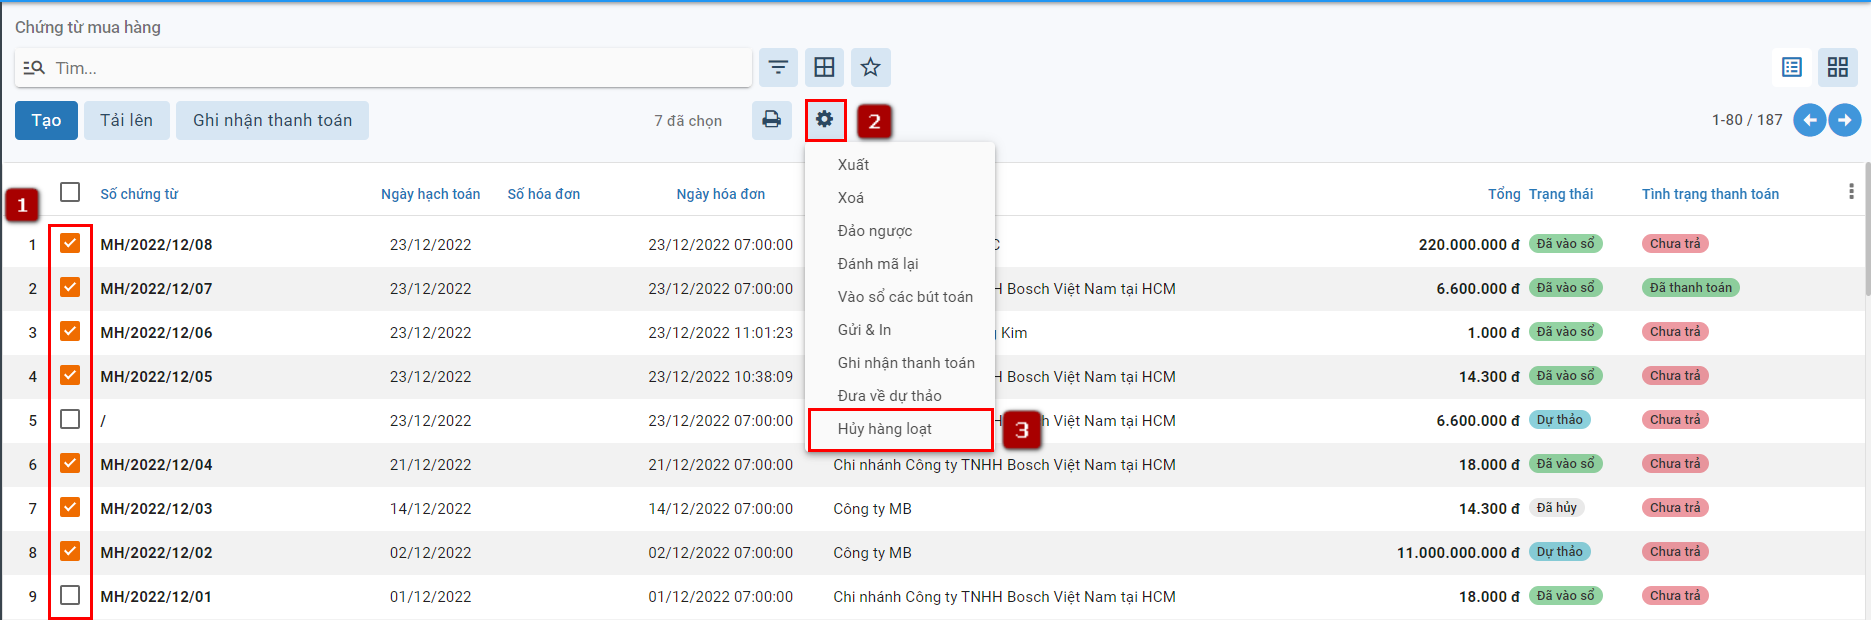 Chứng từ mua hàng
Tìm...
Tạo Tải lên Ghi nhận thanh toán 7 đã chọn 2 1-80 / 187
Xuất
Xoá
Đảo ngược
Đánh mã lại
Vào sổ các bút toán
Gửi & In
Ghi nhận thanh toán
Đưa về dự thảo
Hủy hàng loạt
3
1
Số chứng từ Ngày hạch toán Số hóa đơn Ngày hóa đơn Tổng Trạng thái Tình trạng thanh toán
1 MH/2022/12/08 23/12/2022 23/12/2022 07:00:00 C 220.000.000 đ Đã vào sổ Chưa trả
2 MH/2022/12/07 23/12/2022 23/12/2022 07:00:00 H Bosch Việt Nam tại HCM 6.600.000 đ Đã vào sổ Đã thanh toán
3 MH/2022/12/06 23/12/2022 23/12/2022 11:01:23 Kim 1.000 đ Đã vào sổ Chưa trả
4 MH/2022/12/05 23/12/2022 23/12/2022 10:38:09 H Bosch Việt Nam tại HCM 14.300 đ Đã vào sổ Chưa trả
5 / 23/12/2022 23/12/2022 07:00:00 H Bosch Việt Nam tại HCM 6.600.000 đ Dự thảo Chưa trả
6 MH/2022/12/04 21/12/2022 21/12/2022 07:00:00 Chi nhánh Công ty TNHH Bosch Việt Nam tại HCM 18.000 đ Đã vào sổ Chưa trả
7 MH/2022/12/03 14/12/2022 14/12/2022 07:00:00 Công ty MB 14.300 đ Đã hủy Chưa trả
8 MH/2022/12/02 02/12/2022 02/12/2022 07:00:00 Công ty MB 11.000.000.000 đ Dự thảo Chưa trả
9 MH/2022/12/01 01/12/2022 01/12/2022 07:00:00 Chi nhánh Công ty TNHH Bosch Việt Nam tại HCM 18.000 đ Đã vào sổ Chưa trả